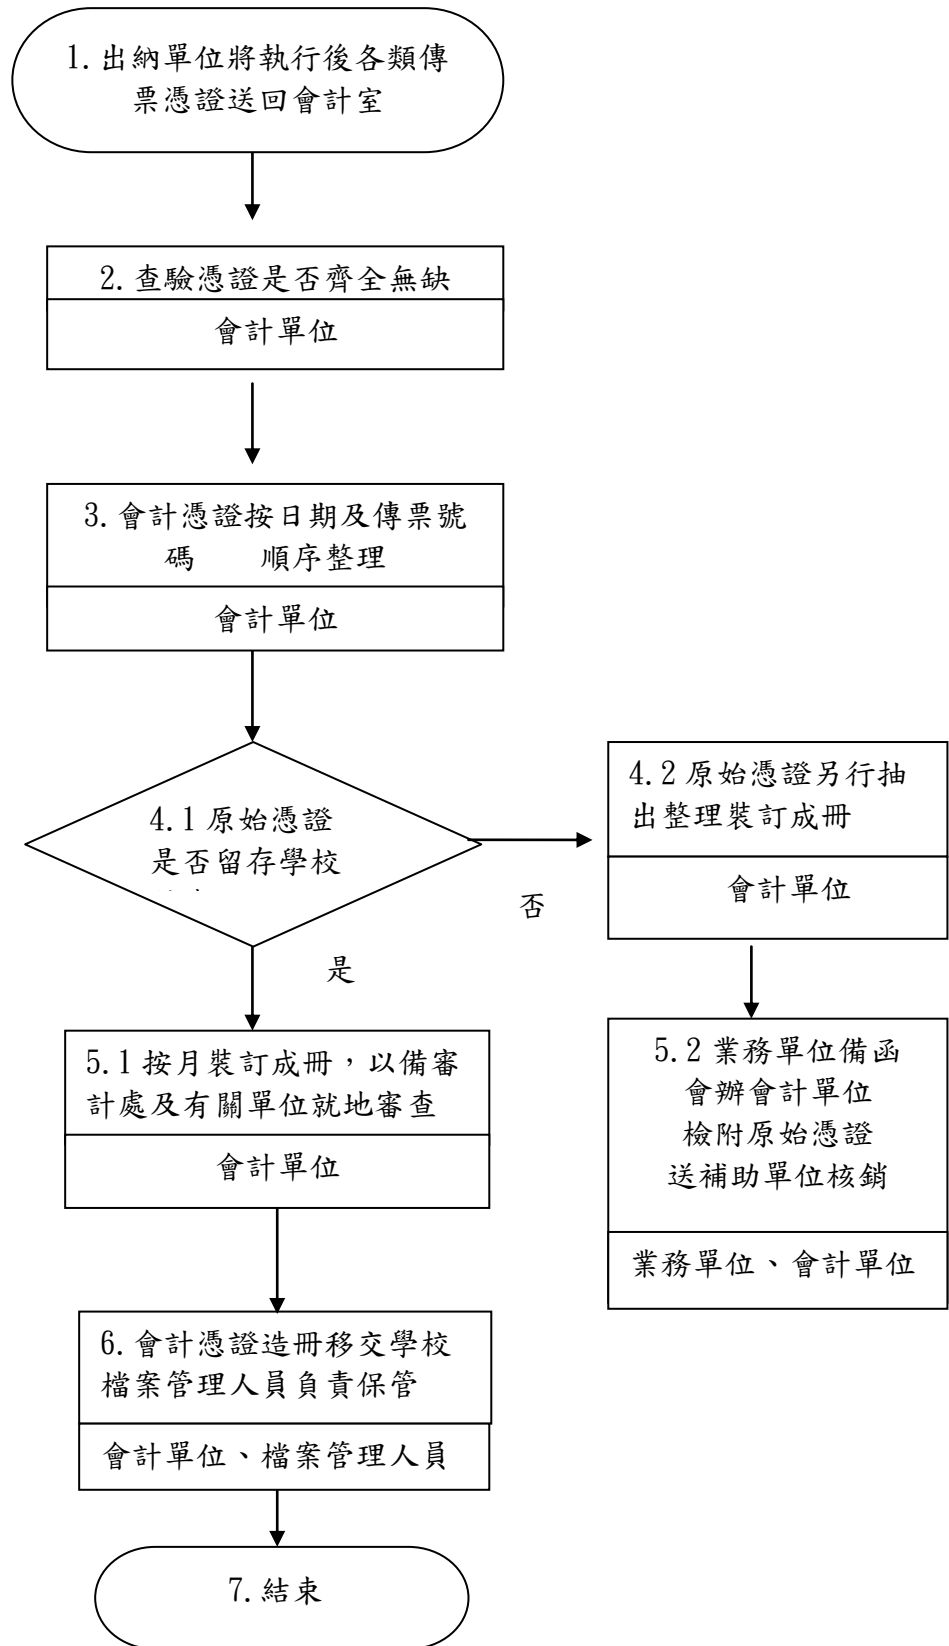 1. 出納單位將執行後各類傳
票憑證送回會計室
2. 查驗憑證是否齊全無缺
會計單位
3. 會計憑證按日期及傳票號
碼　　順序整理
會計單位
4.1 原始憑證
是否留存學校
否
是
4.2 原始憑證另行抽
出整理裝訂成冊
會計單位
5.1 按月裝訂成冊，以備審
計處及有關單位就地審查
會計單位
5.2 業務單位備函
會辦會計單位
檢附原始憑證
送補助單位核銷
業務單位、會計單位
6. 會計憑證造冊移交學校
檔案管理人員負責保管
會計單位、檔案管理人員
7. 結束